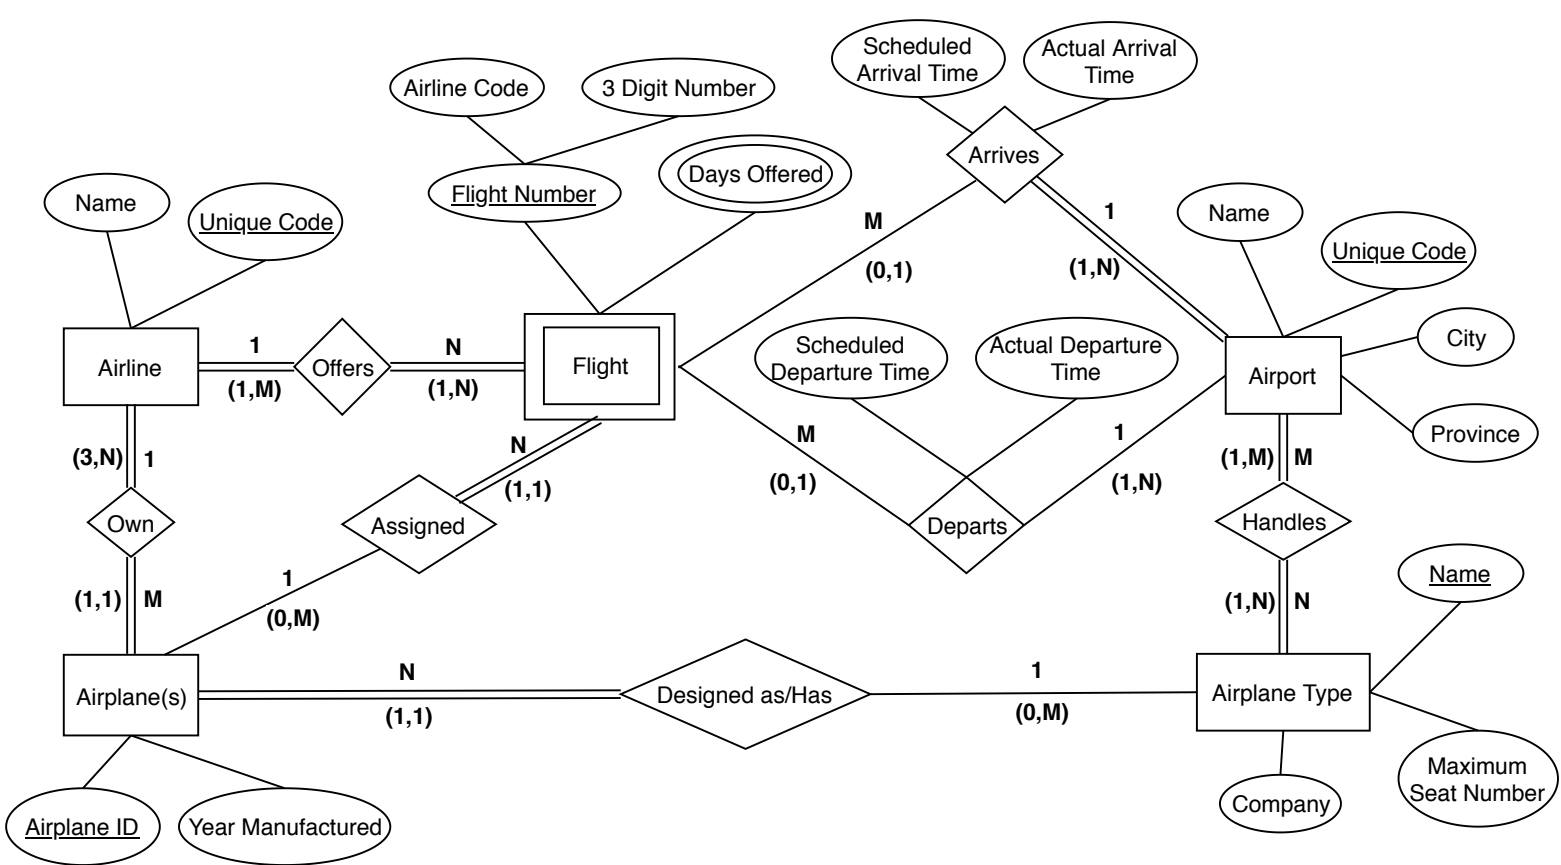 Scheduled
Arrival Time
Actual Arrival
Time
Airline Code
3 Digit Number
Arrives
Days Offered
Flight Number
Name
Unique Code
M
1
(0,1)
(1,N)
Name
Unique Code
City
Province
Airline
1
(1,M)
Offers
N
(1,N)
Flight
Scheduled
Departure Time
Actual Departure
Time
Airport
M
(0,1)
1
(1,N)
Departs
(3,N)
1
Own
(1,1)
M
N
(1,1)
Assigned
1
(0,M)
(1,M)
M
Handles
(1,N)
N
Name
Airplane(s)
N
(1,1)
Designed as/Has
1
(0,M)
Airplane Type
Maximum
Seat Number
Company
Airplane ID
Year Manufactured